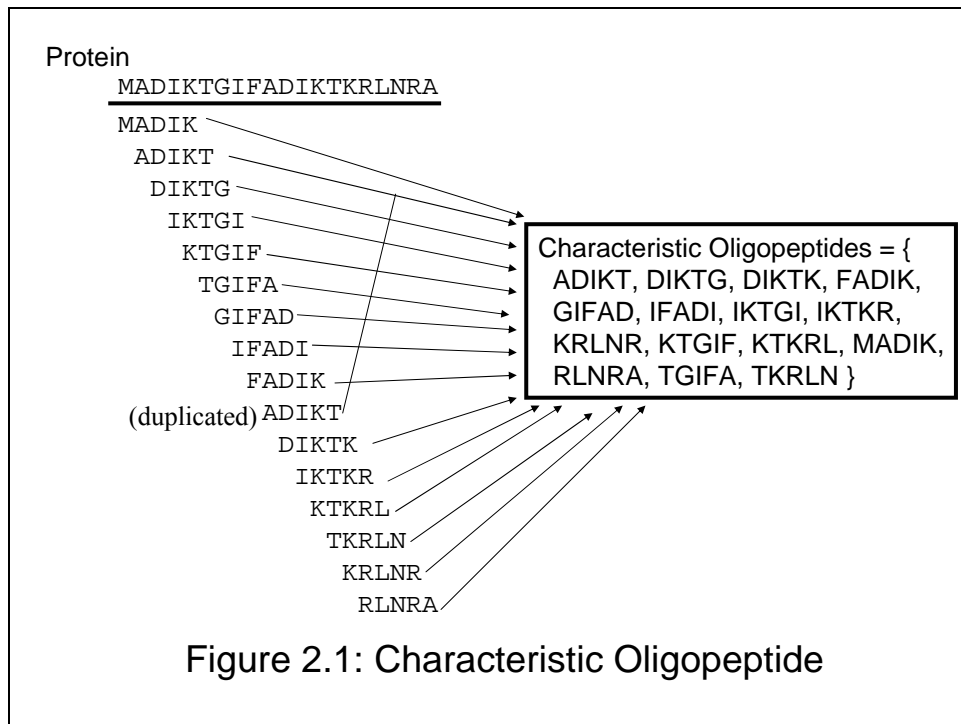 Protein
MADIKTGIFADIKTKRLNRA
MADIK
ADIKT
DIKTG
IKTGI
KTGIF
TGIFA
GIFAD
IFADI
FADIK
(duplicated) ADIKT
DIKTK
IKTKR
KTKRL
TKRLN
KRLNR
RLNRA
Characteristic Oligopeptides = {
ADIKT, DIKTG, DIKTK, FADIK,
GIFAD, IFADI, IKTGI, IKTKR,
KRLNR, KTGIF, KTKRL, MADIK,
RLNRA, TGIFA, TKRLN }
Figure 2.1: Characteristic Oligopeptide